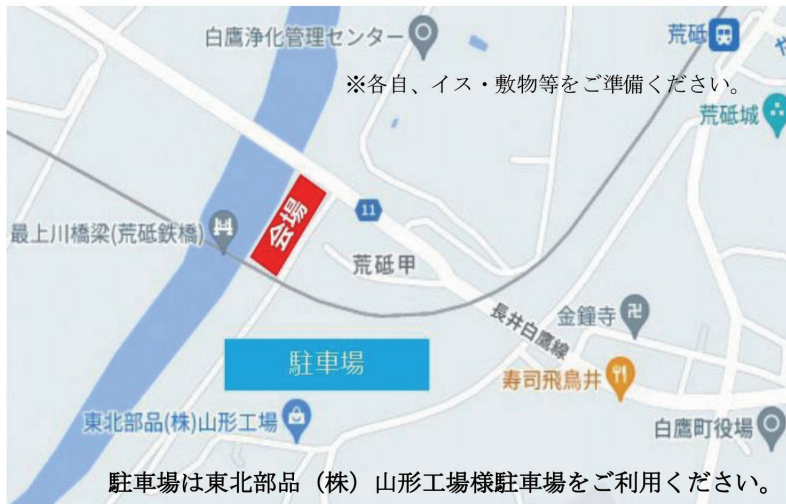 白鷹浄化管理センター
荒砥
や
※各自、イス・敷物等をご準備ください。
荒砥城
会場
11
最上川橋梁(荒砥鉄橋)
荒砥甲
長井白鷹線
金鐘寺
駐車場
寿司飛鳥井
東北部品(株)山形工場
白鷹町役場
駐車場は東北部品（株）山形工場様駐車場をご利用ください。